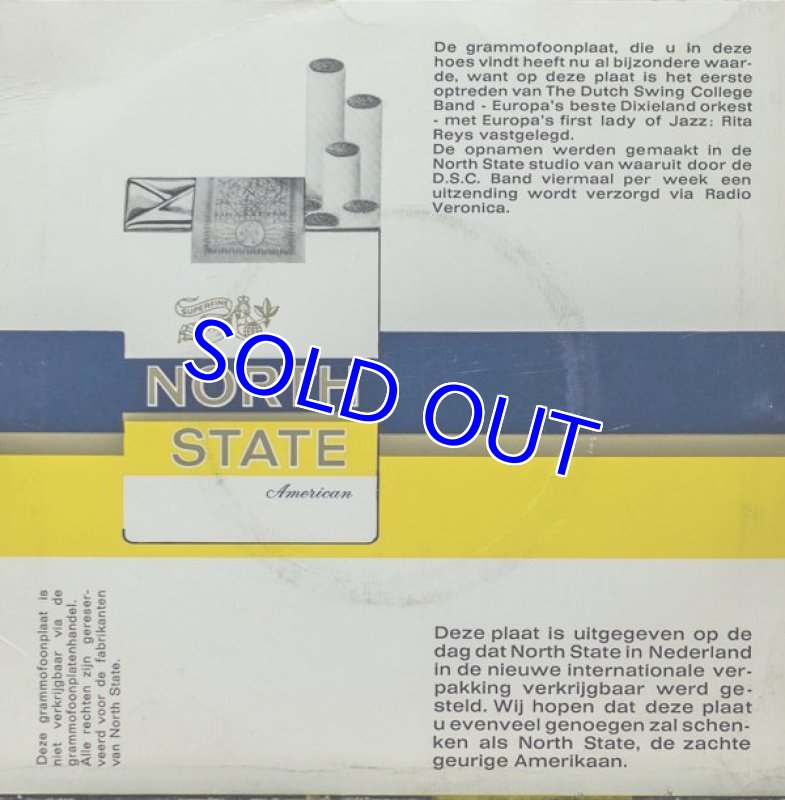 De grammofoonplaat, die u in deze
hoes vindt heeft nu al bijzondere waar-
de, want op deze plaat is het eerste
optreden van The Dutch Swing College
Band - Europa's beste Dixieland orkest
- met Europa's first lady of Jazz: Rita
Reys vastgelegd.
De opnamen werden gemaakt in de
North State studio van waaruit door de
D.S.C. Band viermaal per week een
uitzending wordt verzorgd via Radio
Veronica.
SUPERFINE
NORTH
STATE
American
SOLD OUT
Deze grammofoonplaat is
niet verkrijgbaar via de
grammofoonplatenhandel.
Alle rechten zijn gereser-
veerd voor de fabrikanten
van North State.
Deze plaat is uitgegeven op de
dag dat North State in Nederland
in de nieuwe internationale ver-
pakking verkrijgbaar werd ge-
steld. Wij hopen dat deze plaat
u evenveel genoegen zal schen-
ken als North State, de zachte
geurige Amerikaan.